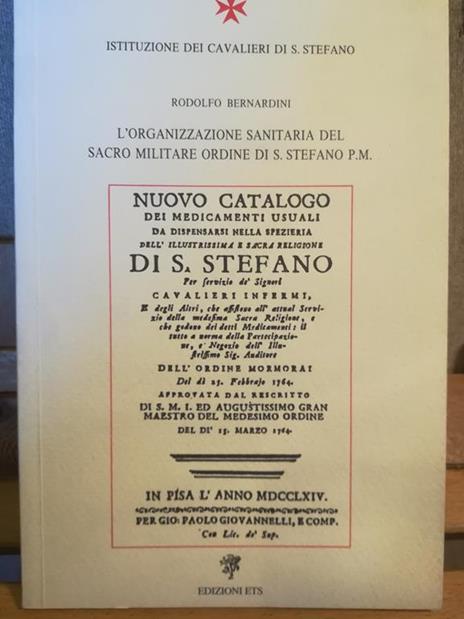 ISTITUZIONE DEI CAVALIERI DI S. STEFANO
RODOLFO BERNARDINI
L'ORGANIZZAZIONE SANITARIA DEL
SACRO MILITARE ORDINE DI S. STEFANO P.M.
NUOVO CATALOGO
DEI MEDICAMENTI USUALI
DA DISPENSARSI NELLA SPEZIERIA
DELL' ILLUSTRISSIMA E SACRA RELIGIONE
DI S. STEFANO
Per servizio de' Signori
CAVALIERI INFERMI,
E degli Altri, che assistono all' attual Servi-
zio della medesima Sacra Religione, e
che godono dei detti Medicamenti: il
tutto a norma della Partecipazio-
ne, e Negozio dell' Illu-
strissimo Sig. Auditore
DELL' ORDINE MORMORAI
Del dì 25. Febbrajo 1764.
APPROVATA DAL RESCRITTO
DI S. M. I. ED AUGUSTISSIMO GRAN
MAESTRO DEL MEDESIMO ORDINE
DEL DI' 15. MARZO 1764.
IN PISA L' ANNO MDCCLXIV.
PER GIO: PAOLO GIOVANNELLI, E COMP.
Con Lic. de' Sup.
EDIZIONI ETS